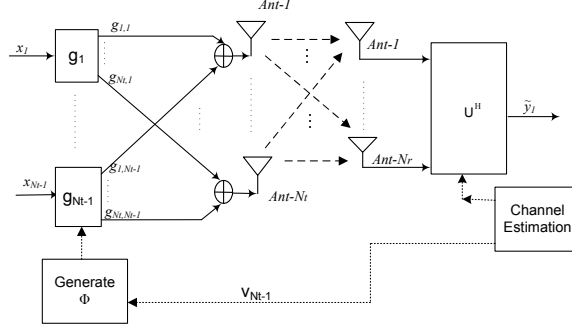 Ant-1
x1
g1
g1,1
gNt,1
Ant-1
UH
ỹ1
xNt-1
gNt-1
g1,Nt-1
gNt,Nt-1
Ant-Nt
Ant-Nr
Channel
Estimation
Generate
Φ
VNt-1